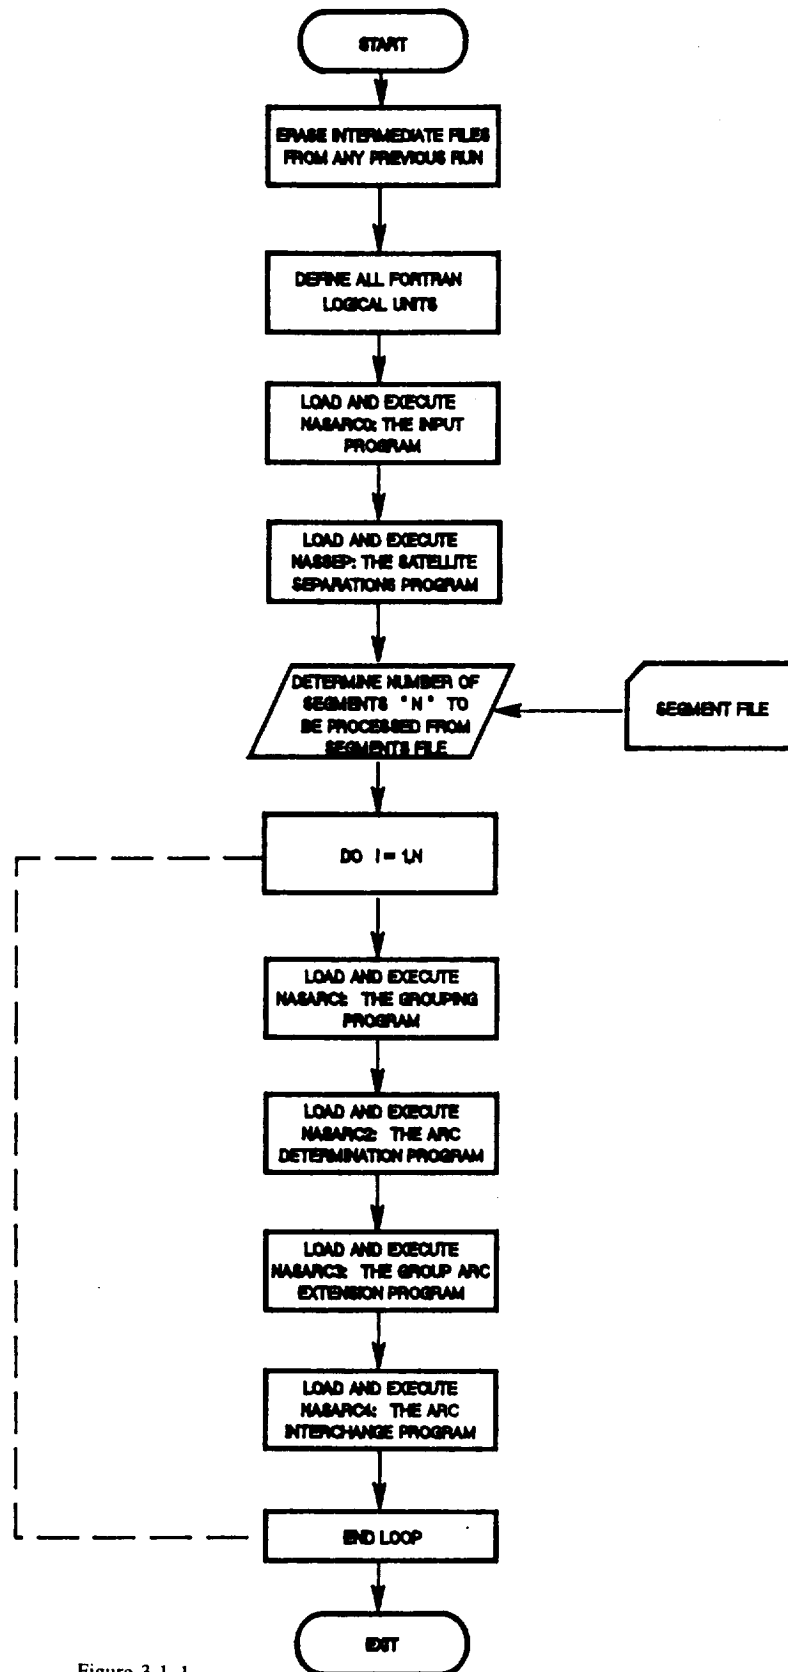 START
ERASE INTERMEDIATE FILES
FROM ANY PREVIOUS RUN
DEFINE ALL FORTRAN
LOGICAL UNITS
LOAD AND EXECUTE
NASARC0: THE INPUT
PROGRAM
LOAD AND EXECUTE
NASSEP: THE SATELLITE
SEPARATIONS PROGRAM
DETERMINE NUMBER OF
SEGMENTS "N" TO
BE PROCESSED FROM
SEGMENTS FILE
SEGMENT FILE
DO I = 1,N
LOAD AND EXECUTE
NASARC1: THE GROUPING
PROGRAM
LOAD AND EXECUTE
NASARC2: THE ARC
DETERMINATION PROGRAM
LOAD AND EXECUTE
NASARC3: THE GROUP ARC
EXTENSION PROGRAM
LOAD AND EXECUTE
NASARC4: THE ARC
INTERCHANGE PROGRAM
END LOOP
EXIT
Figure 3.1-1